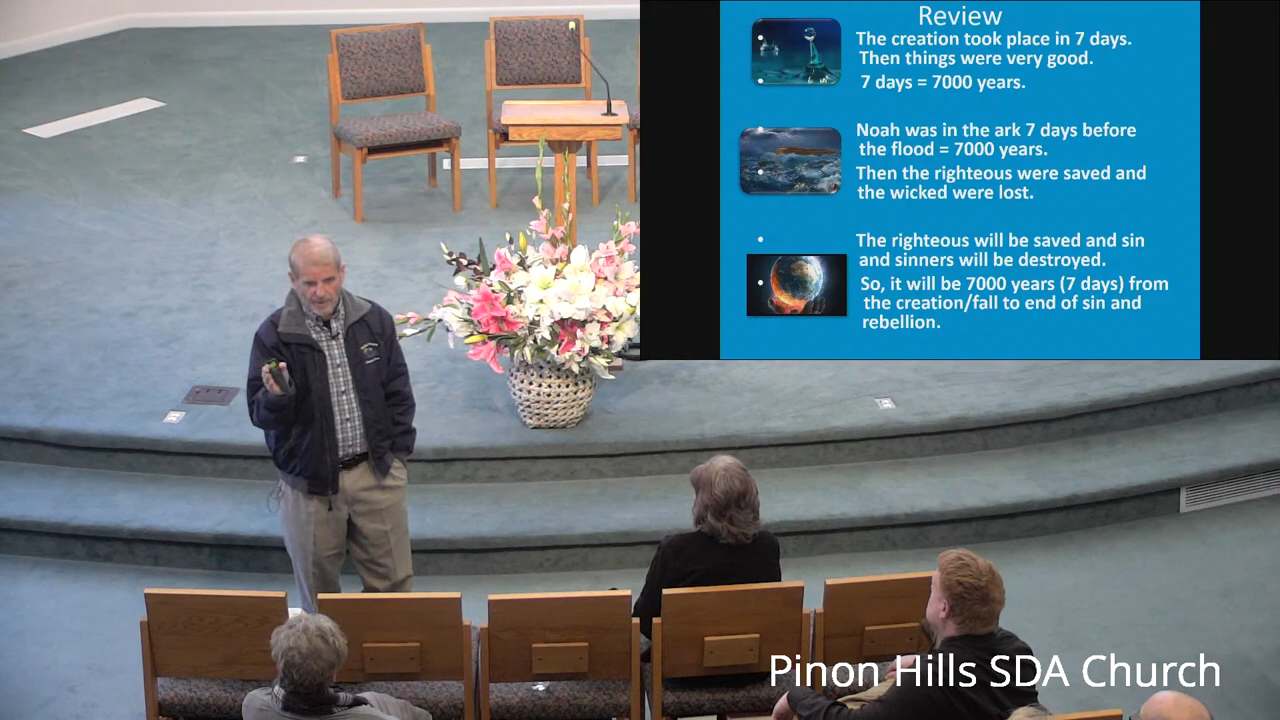 Review
The creation took place in 7 days.
Then things were very good.
7 days = 7000 years.
Noah was in the ark 7 days before
the flood = 7000 years.
Then the righteous were saved and
the wicked were lost.
The righteous will be saved and sin
and sinners will be destroyed.
So, it will be 7000 years (7 days) from
the creation/fall to end of sin and
rebellion.
Pinon Hills SDA Church